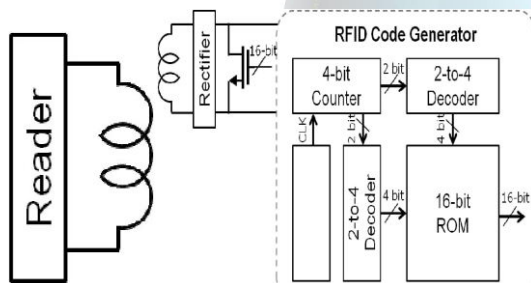 Reader
Rectifier
16-bit
RFID Code Generator
4-bit
Counter
2 bit
2-to-4
Decoder
CLK
2 bit
4 bit
2-to-4
Decoder
4 bit
16-bit
ROM
16-bit